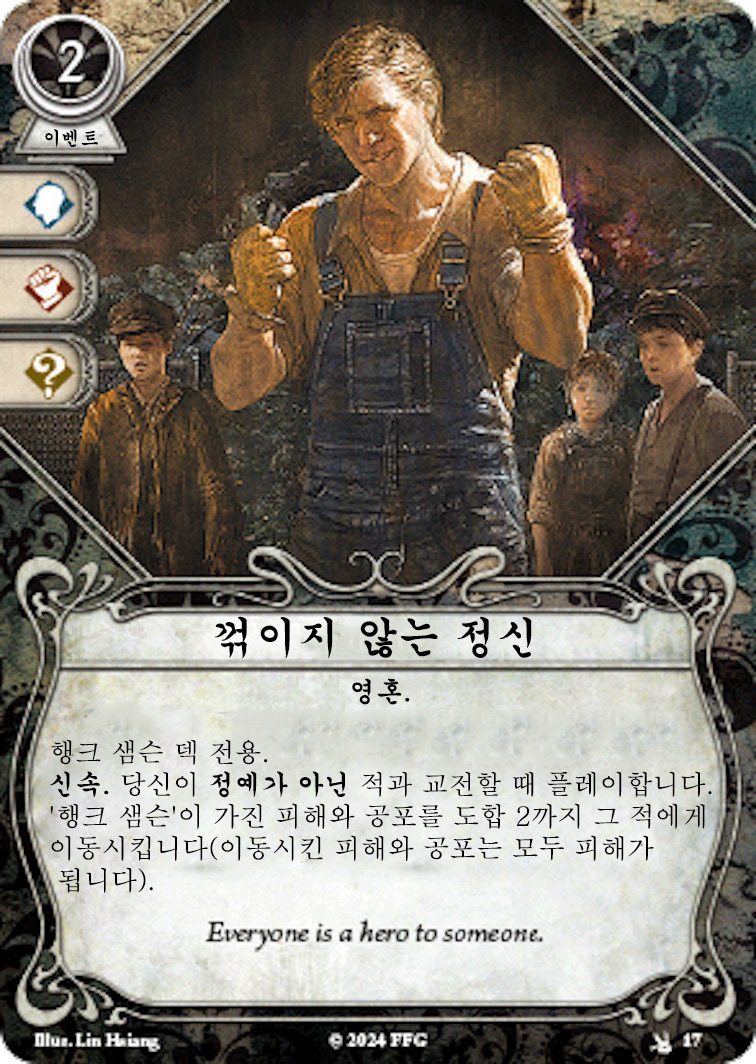 2
이벤트
?
꺾이지 않는 정신
영혼.
행크 샘슨 덱 전용.
신속. 당신이 정예가 아닌 적과 교전할 때 플레이합니다.
'행크 샘슨'이 가진 피해와 공포를 도합 2까지 그 적에게
이동시킵니다(이동시킨 피해와 공포는 모두 피해가
됩니다).
Everyone is a hero to someone.
Illus. Lin Hsiang
© 2024 FFG
17